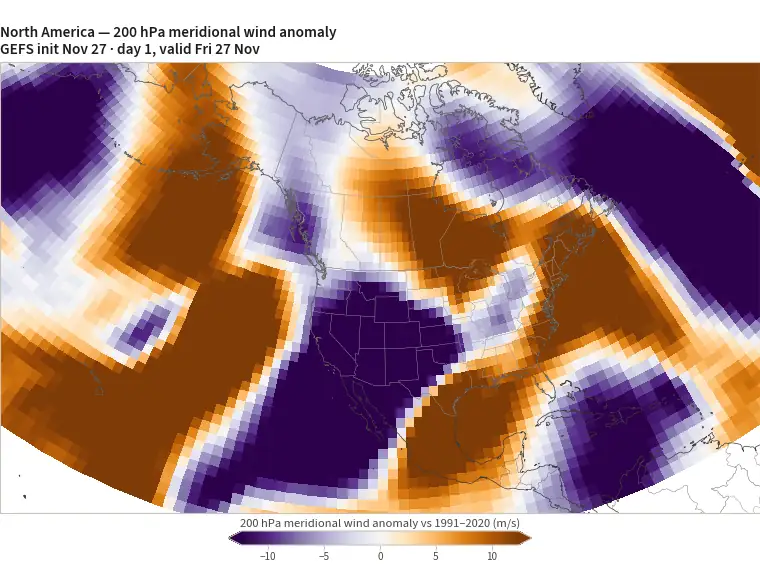 North America — 200 hPa meridional wind anomaly
GEFS init Nov 27 · day 1, valid Fri 27 Nov
200 hPa meridional wind anomaly vs 1991–2020 (m/s)
−10 −5 0 5 10